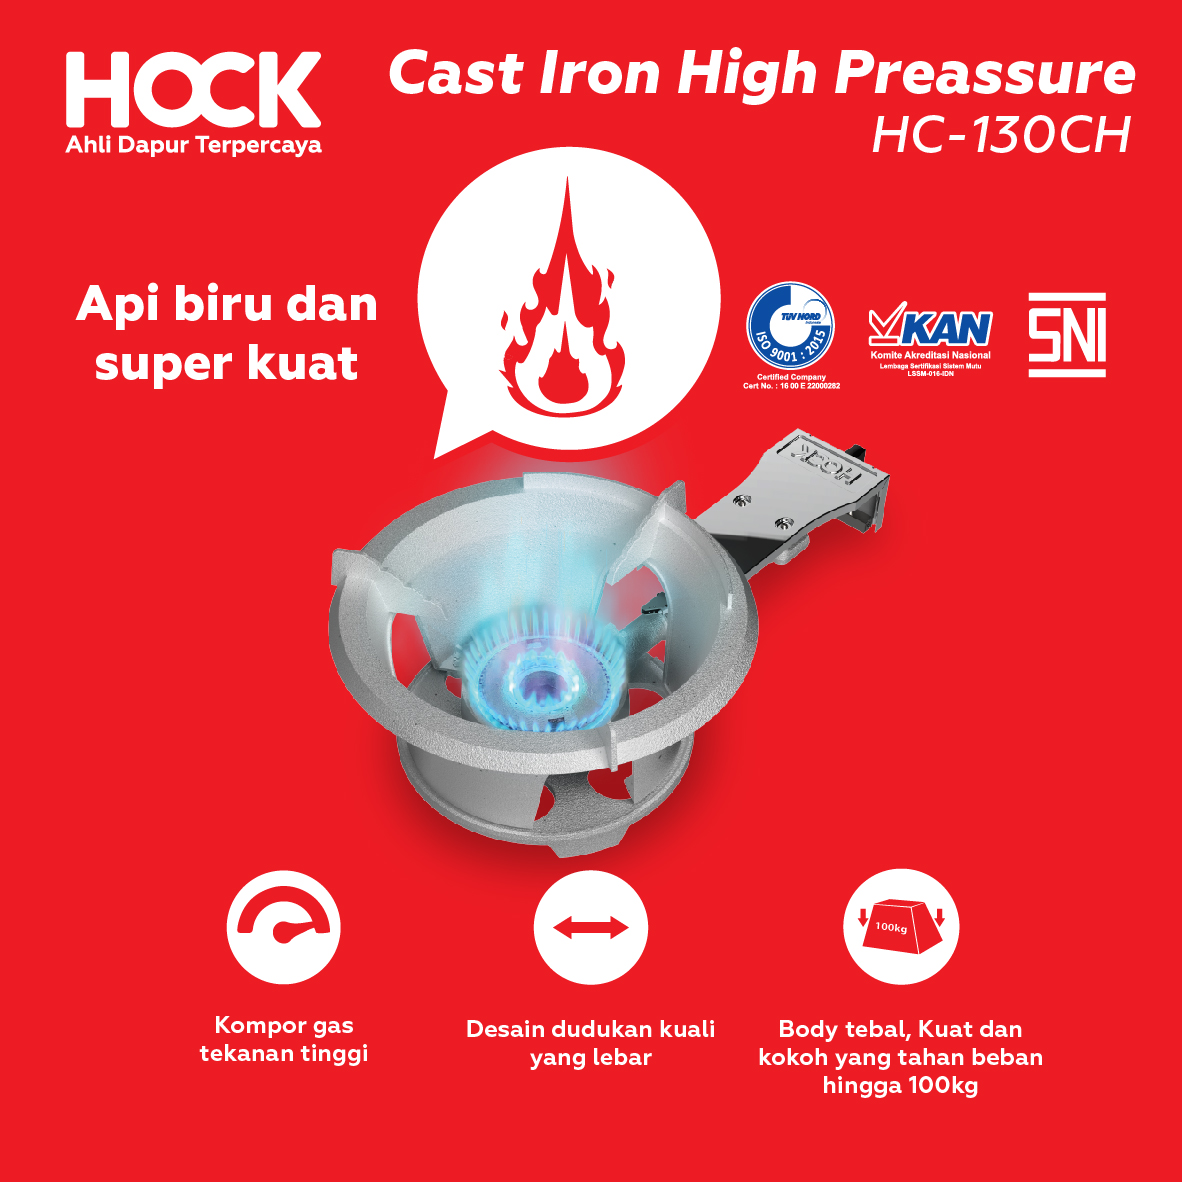 HOCK
Ahli Dapur Terpercaya
Cast Iron High Preassure
HC-130CH
Api biru dan
super kuat
TUV NORD
Indonesia
ISO 9001 : 2015
Certified Company
Cert No. : 16 00 E 22000282
KAN
Komite Akreditasi Nasional
Lembaga Sertifikasi Sistem Mutu
LSSM-016-IDN
SNI
HOCK
100kg
Kompor gas
tekanan tinggi
Desain dudukan kuali
yang lebar
Body tebal, Kuat dan
kokoh yang tahan beban
hingga 100kg